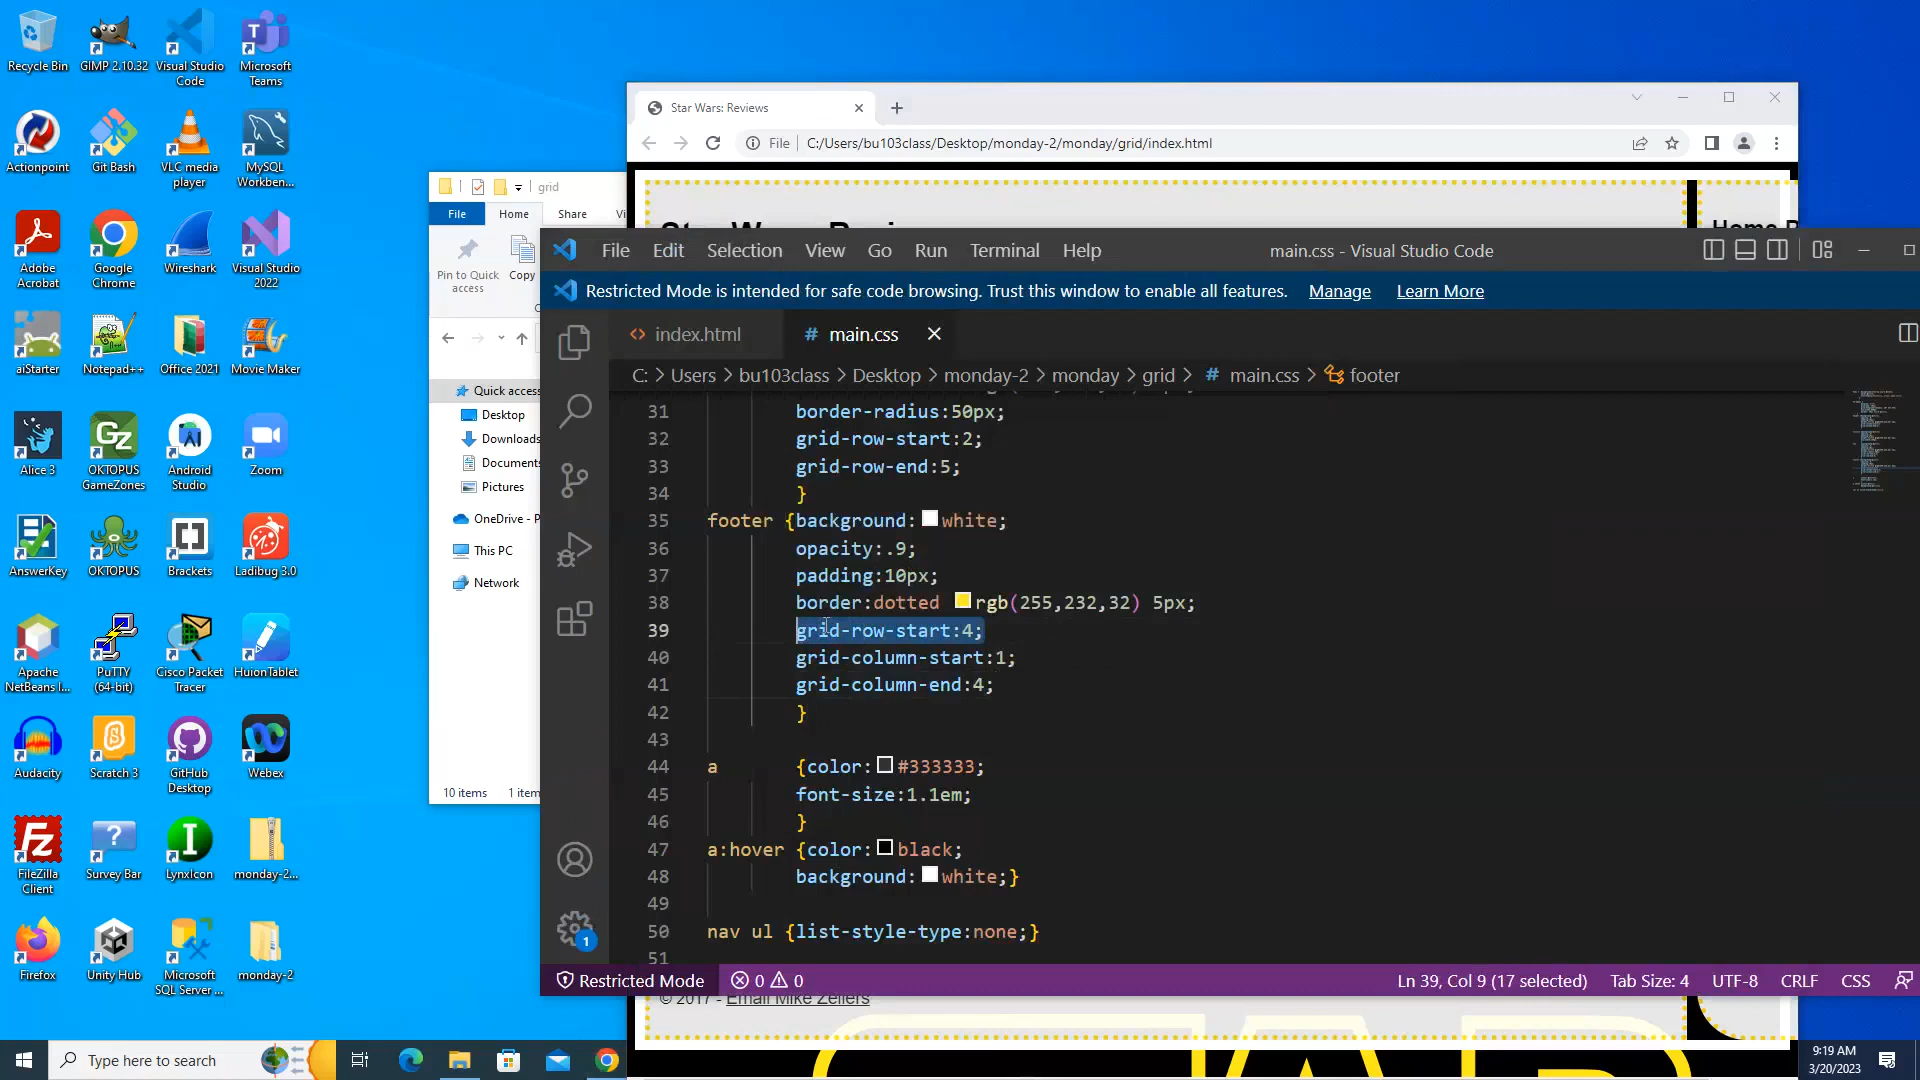 Recycle Bin
GIMP 2.10.32
Visual Studio Code
Microsoft Teams
Actionpoint
Git Bash
VLC media player
MySQL Workben...
Adobe Acrobat
Google Chrome
Wireshark
Visual Studio 2022
aiStarter
Notepad++
Office 2021
Movie Maker
Alice 3
OKTOPUS GameZones
Android Studio
Zoom
AnswerKey
OKTOPUS
Brackets
Ladibug 3.0
Apache NetBeans I...
PuTTY (64-bit)
Cisco Packet Tracer
HuionTablet
Audacity
Scratch 3
GitHub Desktop
Webex
FileZilla Client
Survey Bar
LynxIcon
monday-2...
Firefox
Unity Hub
Microsoft SQL Server ...
monday-2
grid
File Home Share
Pin to Quick access
Copy
Quick access
Desktop
Downloads
Documents
Pictures
OneDrive - P
This PC
Network
10 items 1 item
Star Wars: Reviews
File C:/Users/bu103class/Desktop/monday-2/monday/grid/index.html
File Edit Selection View Go Run Terminal Help
main.css - Visual Studio Code
Restricted Mode is intended for safe code browsing. Trust this window to enable all features. Manage Learn More
index.html
# main.css
C: > Users > bu103class > Desktop > monday-2 > monday > grid > # main.css > footer
31 border-radius:50px;
32 grid-row-start:2;
33 grid-row-end:5;
34 }
35 footer {background:white;
36 opacity:.9;
37 padding:10px;
38 border:dotted rgb(255,232,32) 5px;
39 grid-row-start:4;
40 grid-column-start:1;
41 grid-column-end:4;
42 }
43
44 a {color:#333333;
45 font-size:1.1em;
46 }
47 a:hover {color:black;
48 background:white;}
49
50 nav ul {list-style-type:none;}
51
1
Restricted Mode 0 0
Ln 39, Col 9 (17 selected) Tab Size: 4 UTF-8 CRLF CSS
© 2017 - Email Mike Zellers
Type here to search
9:19 AM
3/20/2023